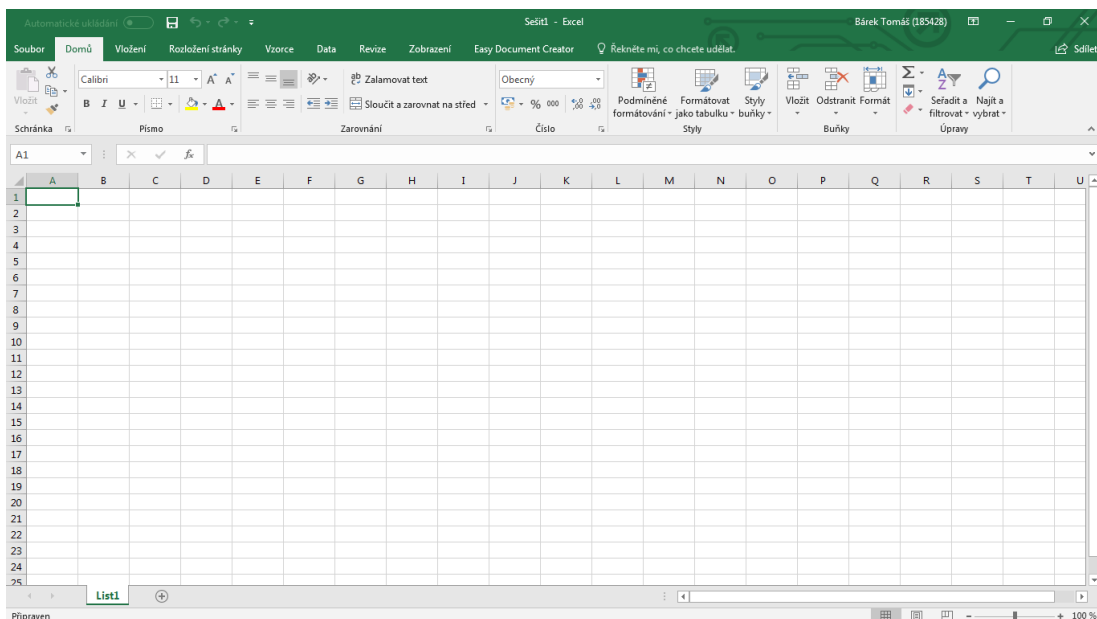 Automatické ukládání
Sešit1 - Excel
Bárek Tomáš (185428)
Soubor Domů Vložení Rozložení stránky Vzorce Data Revize Zobrazení Easy Document Creator Řekněte mi, co chcete udělat. Sdílet
Vložit
Calibri 11
B I U
Schránka
Písmo
Zalamovat text
Sloučit a zarovnat na střed
Zarovnání
Obecný
% 000
Číslo
Podmíněné formátování
Formátovat jako tabulku
Styly buňky
Styly
Vložit Odstranit Formát
Buňky
Seřadit a filtrovat
Najít a vybrat
Úpravy
A1 fx
A B C D E F G H I J K L M N O P Q R S T U
1
2
3
4
5
6
7
8
9
10
11
12
13
14
15
16
17
18
19
20
21
22
23
24
25
List1
Připraven 100 %